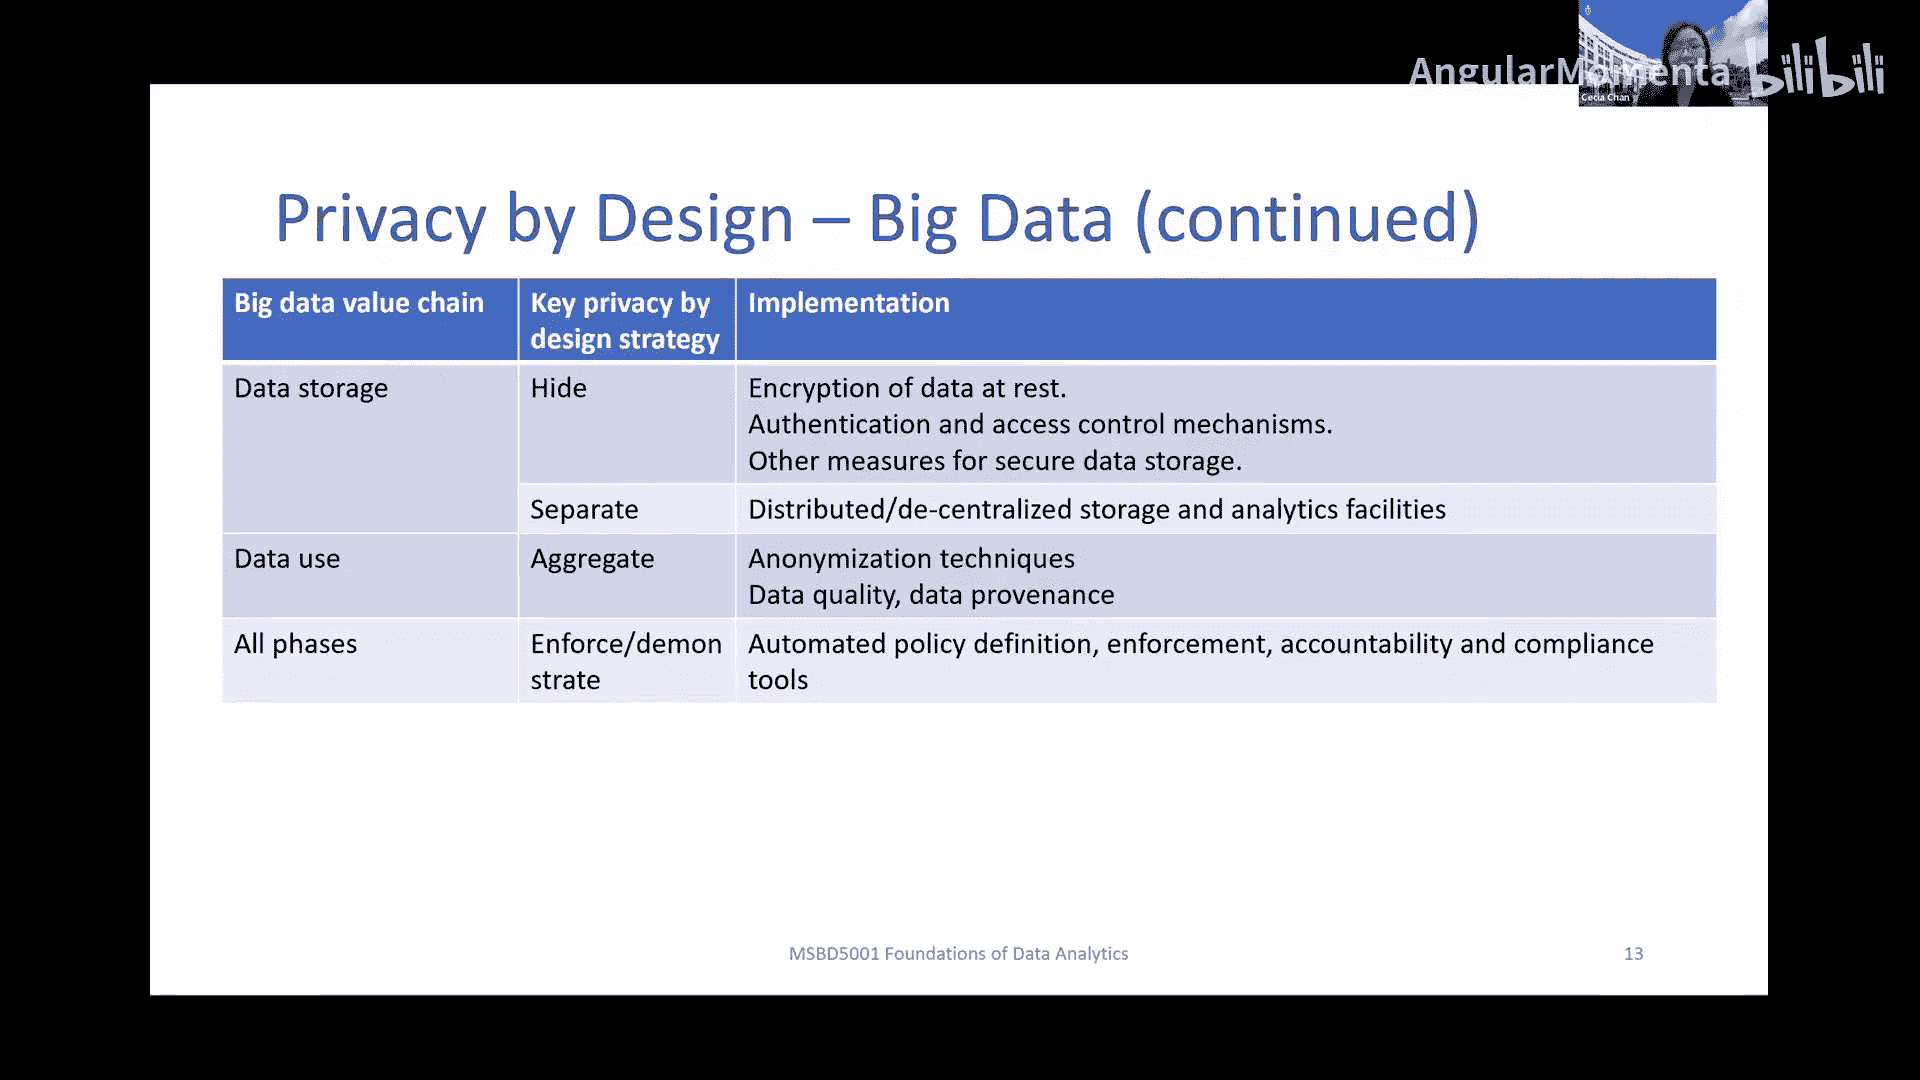 AngularMomenta bilibili
Cecia Chan
Privacy by Design – Big Data (continued)
Big data value chain
Key privacy by
design strategy
Implementation
Data storage
Hide
Encryption of data at rest.
Authentication and access control mechanisms.
Other measures for secure data storage.
Separate
Distributed/de-centralized storage and analytics facilities
Data use
Aggregate
Anonymization techniques
Data quality, data provenance
All phases
Enforce/demon
strate
Automated policy definition, enforcement, accountability and compliance
tools
MSBD5001 Foundations of Data Analytics
13